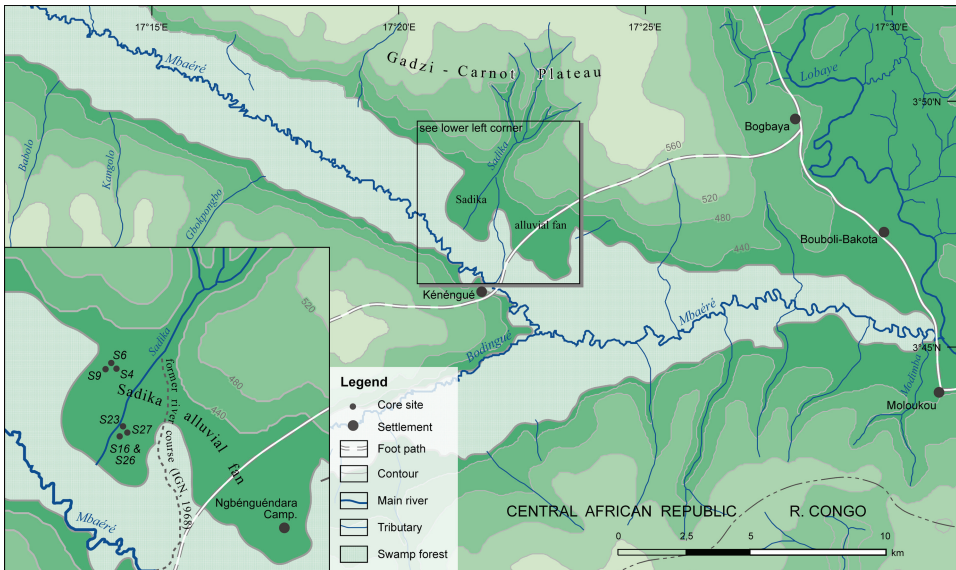 17°15'E
17°20'E
17°25'E
17°30'E
Mbaéré
Gadzi - Carnot Plateau
Lobaye
3°50'N
see lower left corner
Bogbaya
Babolo
Kangolo
Gbokpongbo
Sadika
560
520
480
440
Sadika
alluvial fan
Bouboli-Bakota
Kénéngué
520
Mbaéré
Bodingué
3°45'N
Modimba
Moloukou
Sadika
former river course (IGN 1968)
S6
S9
S4
Sadika alluvial fan
480
440
S23
S27
S16 &
S26
Ngbénguéndara
Camp.
Mbaéré
Legend
Core site
Settlement
Foot path
Contour
Main river
Tributary
Swamp forest
CENTRAL AFRICAN REPUBLIC
R. CONGO
0
2,5
5
10
km